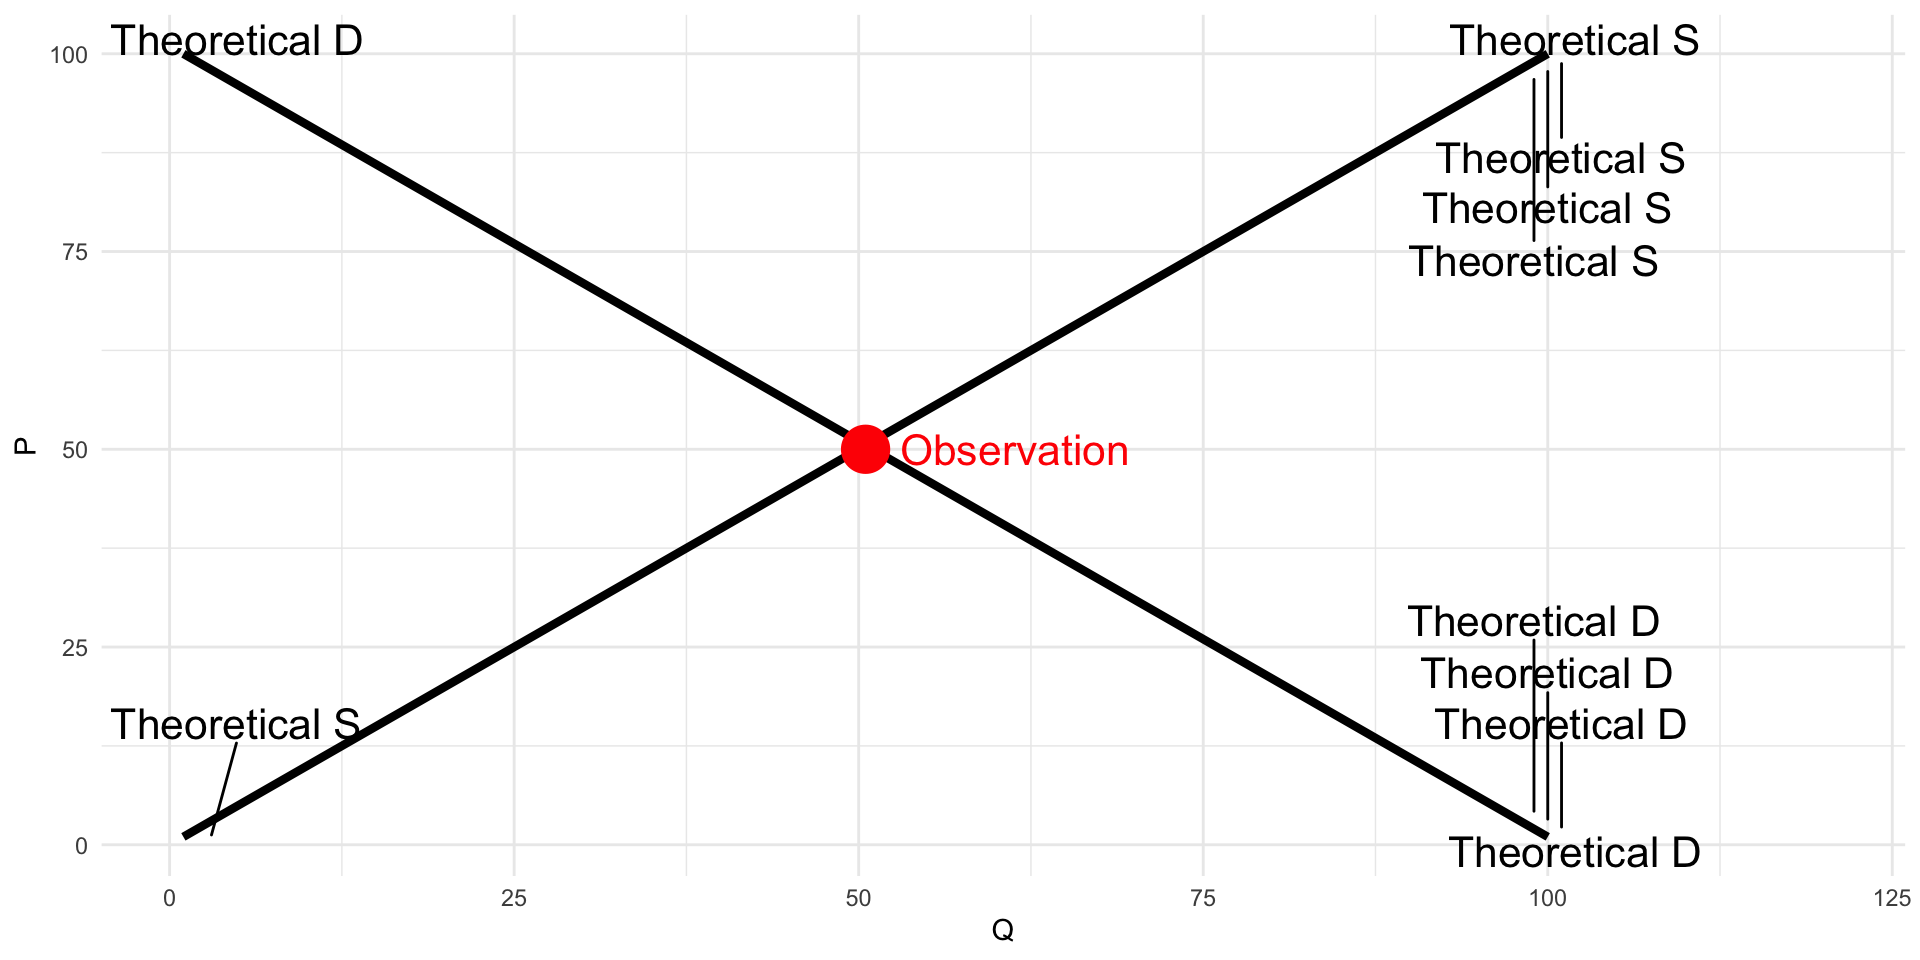 Theoretical D
Theoretical S
100
Theoretical S
Theoretical S
75
Theoretical S
P
50
Observation
Theoretical D
25
Theoretical D
Theoretical S
Theoretical D
0
Theoretical D
0
25
50
75
100
125
Q